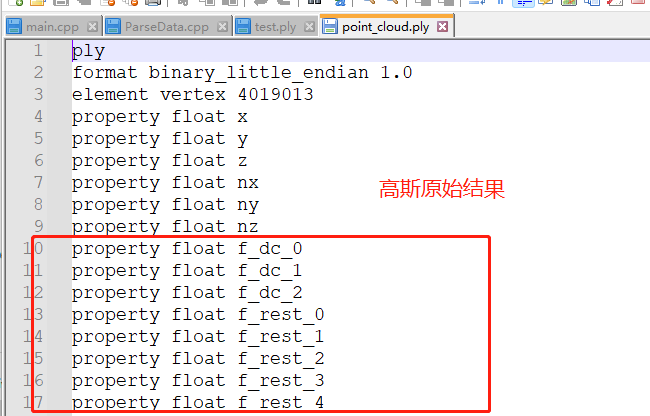 main.cpp ParseData.cpp test.ply point_cloud.ply
1 ply
2 format binary_little_endian 1.0
3 element vertex 4019013
4 property float x
5 property float y
6 property float z
7 property float nx
8 property float ny
高斯原始结果
9 property float nz
10 property float f_dc_0
11 property float f_dc_1
12 property float f_dc_2
13 property float f_rest_0
14 property float f_rest_1
15 property float f_rest_2
16 property float f_rest_3
17 property float f_rest_4